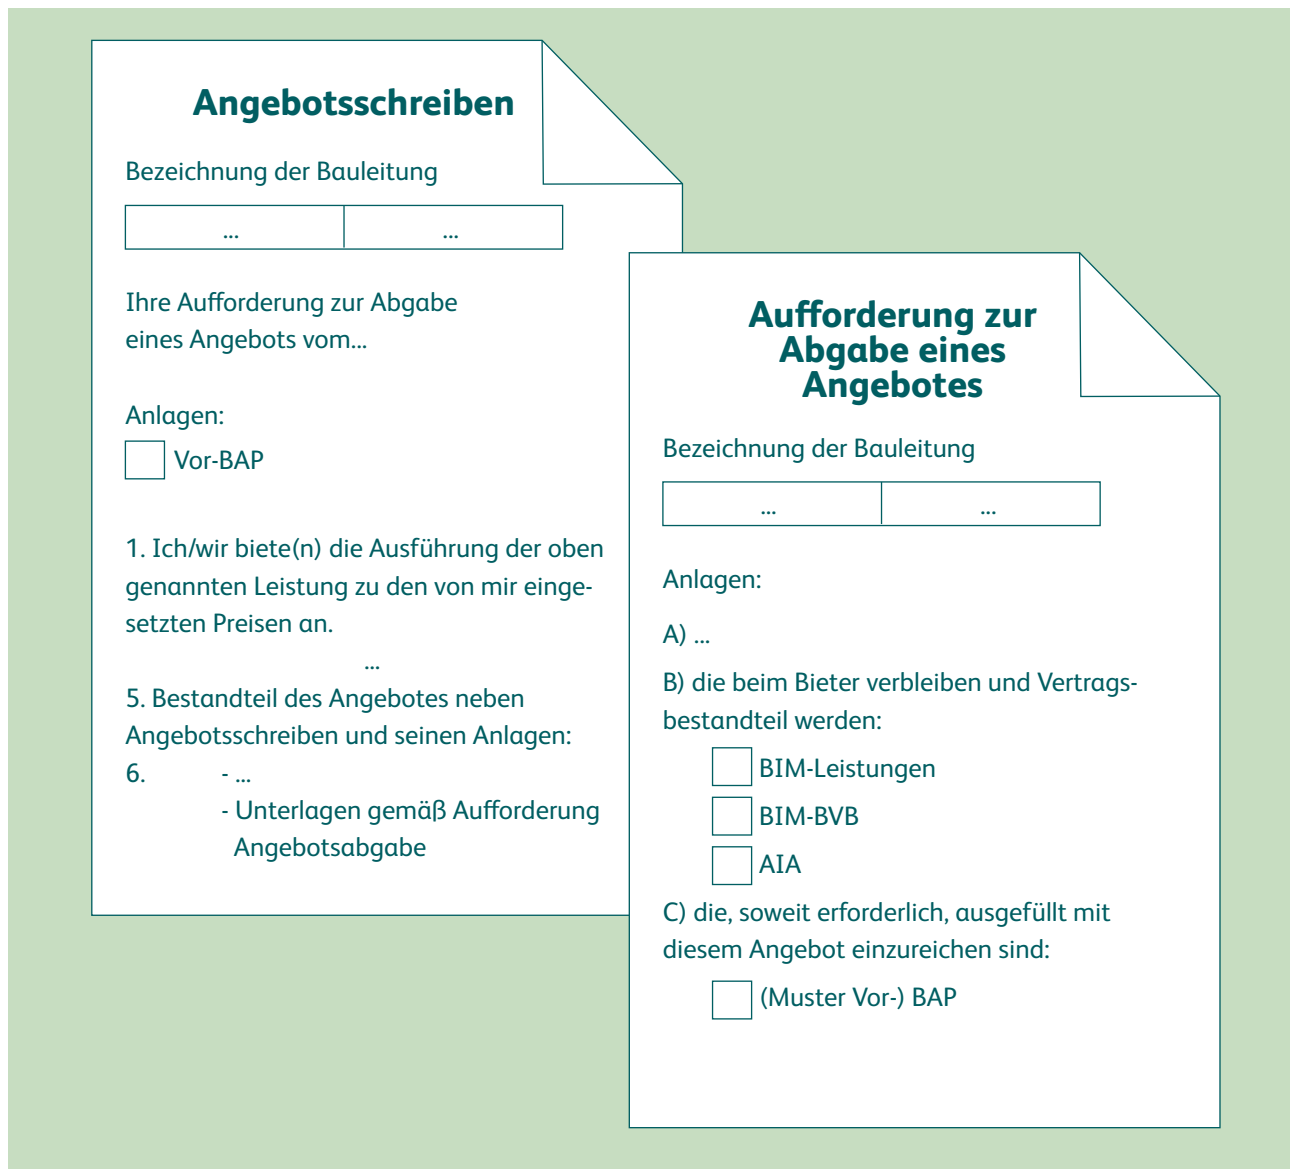 Angebotsschreiben
Bezeichnung der Bauleitung
... ...
Ihre Aufforderung zur Abgabe
eines Angebots vom...
Anlagen:
Vor-BAP
1. Ich/wir biete(n) die Ausführung der oben
genannten Leistung zu den von mir einge-
setzten Preisen an.
...
5. Bestandteil des Angebotes neben
Angebotsschreiben und seinen Anlagen:
6. - ...
- Unterlagen gemäß Aufforderung
Angebotsabgabe
Aufforderung zur
Abgabe eines
Angebotes
Bezeichnung der Bauleitung
... ...
Anlagen:
A) ...
B) die beim Bieter verbleiben und Vertrags-
bestandteil werden:
BIM-Leistungen
BIM-BVB
AIA
C) die, soweit erforderlich, ausgefüllt mit
diesem Angebot einzureichen sind:
(Muster Vor-) BAP